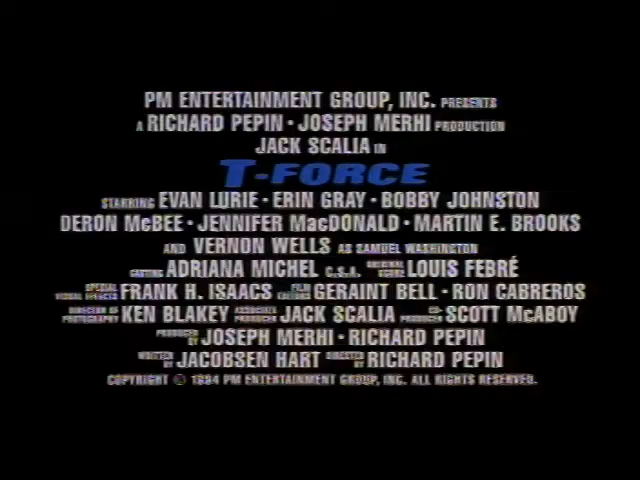 PM ENTERTAINMENT GROUP, INC. PRESENTS
A RICHARD PEPIN · JOSEPH MERHI PRODUCTION
JACK SCALIA IN
T-FORCE
STARRING EVAN LURIE · ERIN GRAY · BOBBY JOHNSTON
DERON McBEE · JENNIFER MacDONALD · MARTIN E. BROOKS
AND VERNON WELLS AS SAMUEL WASHINGTON
CASTING ADRIANA MICHEL C.S.A. ORIGINAL SCORE LOUIS FEBRÉ
SPECIAL VISUAL EFFECTS FRANK H. ISAACS FILM EDITORS GERAINT BELL · RON CABREROS
DIRECTOR OF PHOTOGRAPHY KEN BLAKEY ASSOCIATE PRODUCER JACK SCALIA CO-PRODUCER SCOTT McABOY
PRODUCED BY JOSEPH MERHI · RICHARD PEPIN
WRITTEN BY JACOBSEN HART DIRECTED BY RICHARD PEPIN
COPYRIGHT © 1994 PM ENTERTAINMENT GROUP, INC. ALL RIGHTS RESERVED.